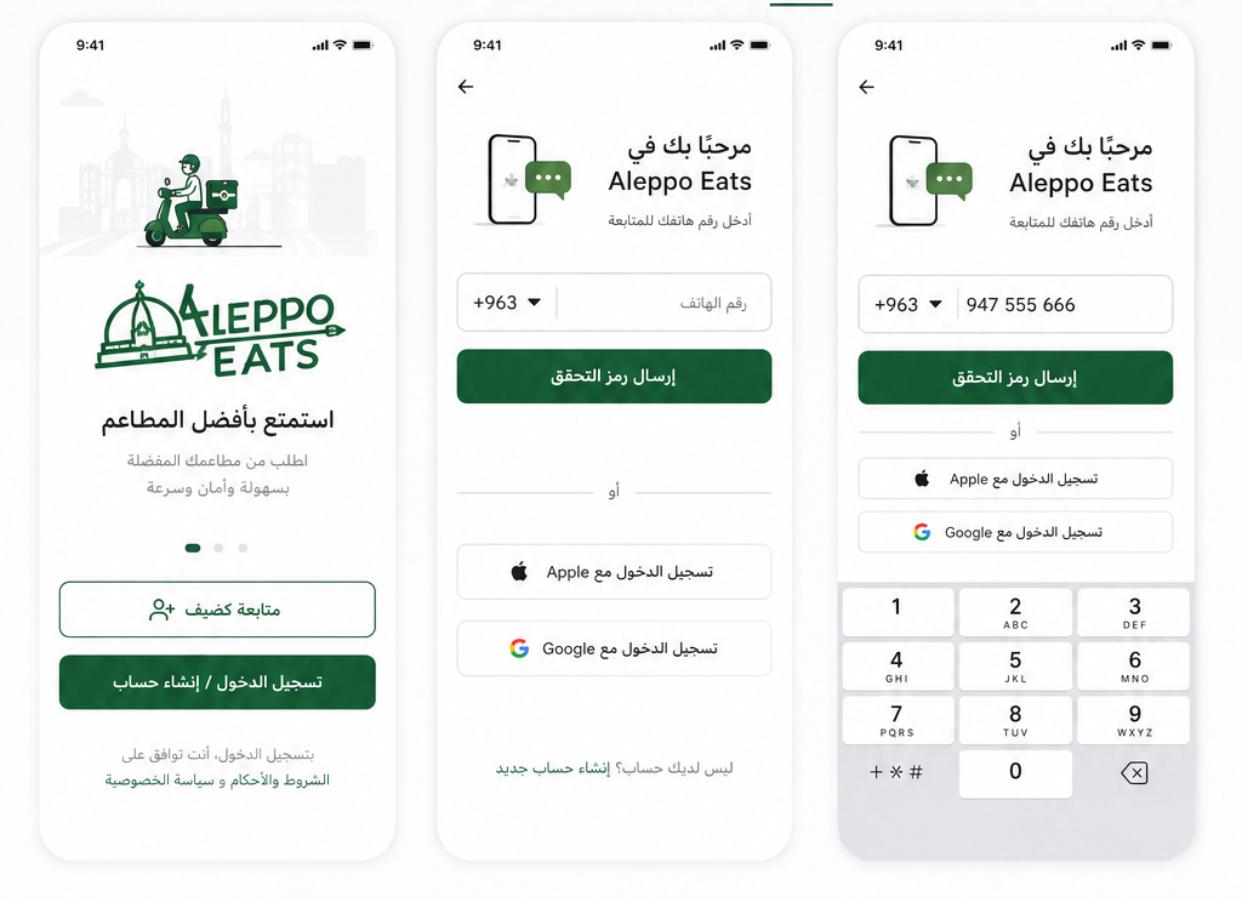 9:41
ALEPPO
EATS
استمتع بأفضل المطاعم
اطلب من مطاعمك المفضلة
بسهولة وأمان وسرعة
متابعة كضيف
تسجيل الدخول / إنشاء حساب
بتسجيل الدخول، أنت توافق على
الشروط والأحكام و سياسة الخصوصية
9:41
مرحبًا بك في
Aleppo Eats
أدخل رقم هاتفك للمتابعة
+963 رقم الهاتف
إرسال رمز التحقق
أو
تسجيل الدخول مع Apple
تسجيل الدخول مع Google
ليس لديك حساب؟ إنشاء حساب جديد
9:41
مرحبًا بك في
Aleppo Eats
أدخل رقم هاتفك للمتابعة
+963 947 555 666
إرسال رمز التحقق
أو
تسجيل الدخول مع Apple
تسجيل الدخول مع Google
1 2 3
ABC DEF
4 5 6
GHI JKL MNO
7 8 9
PQRS TUV WXYZ
+ * # 0